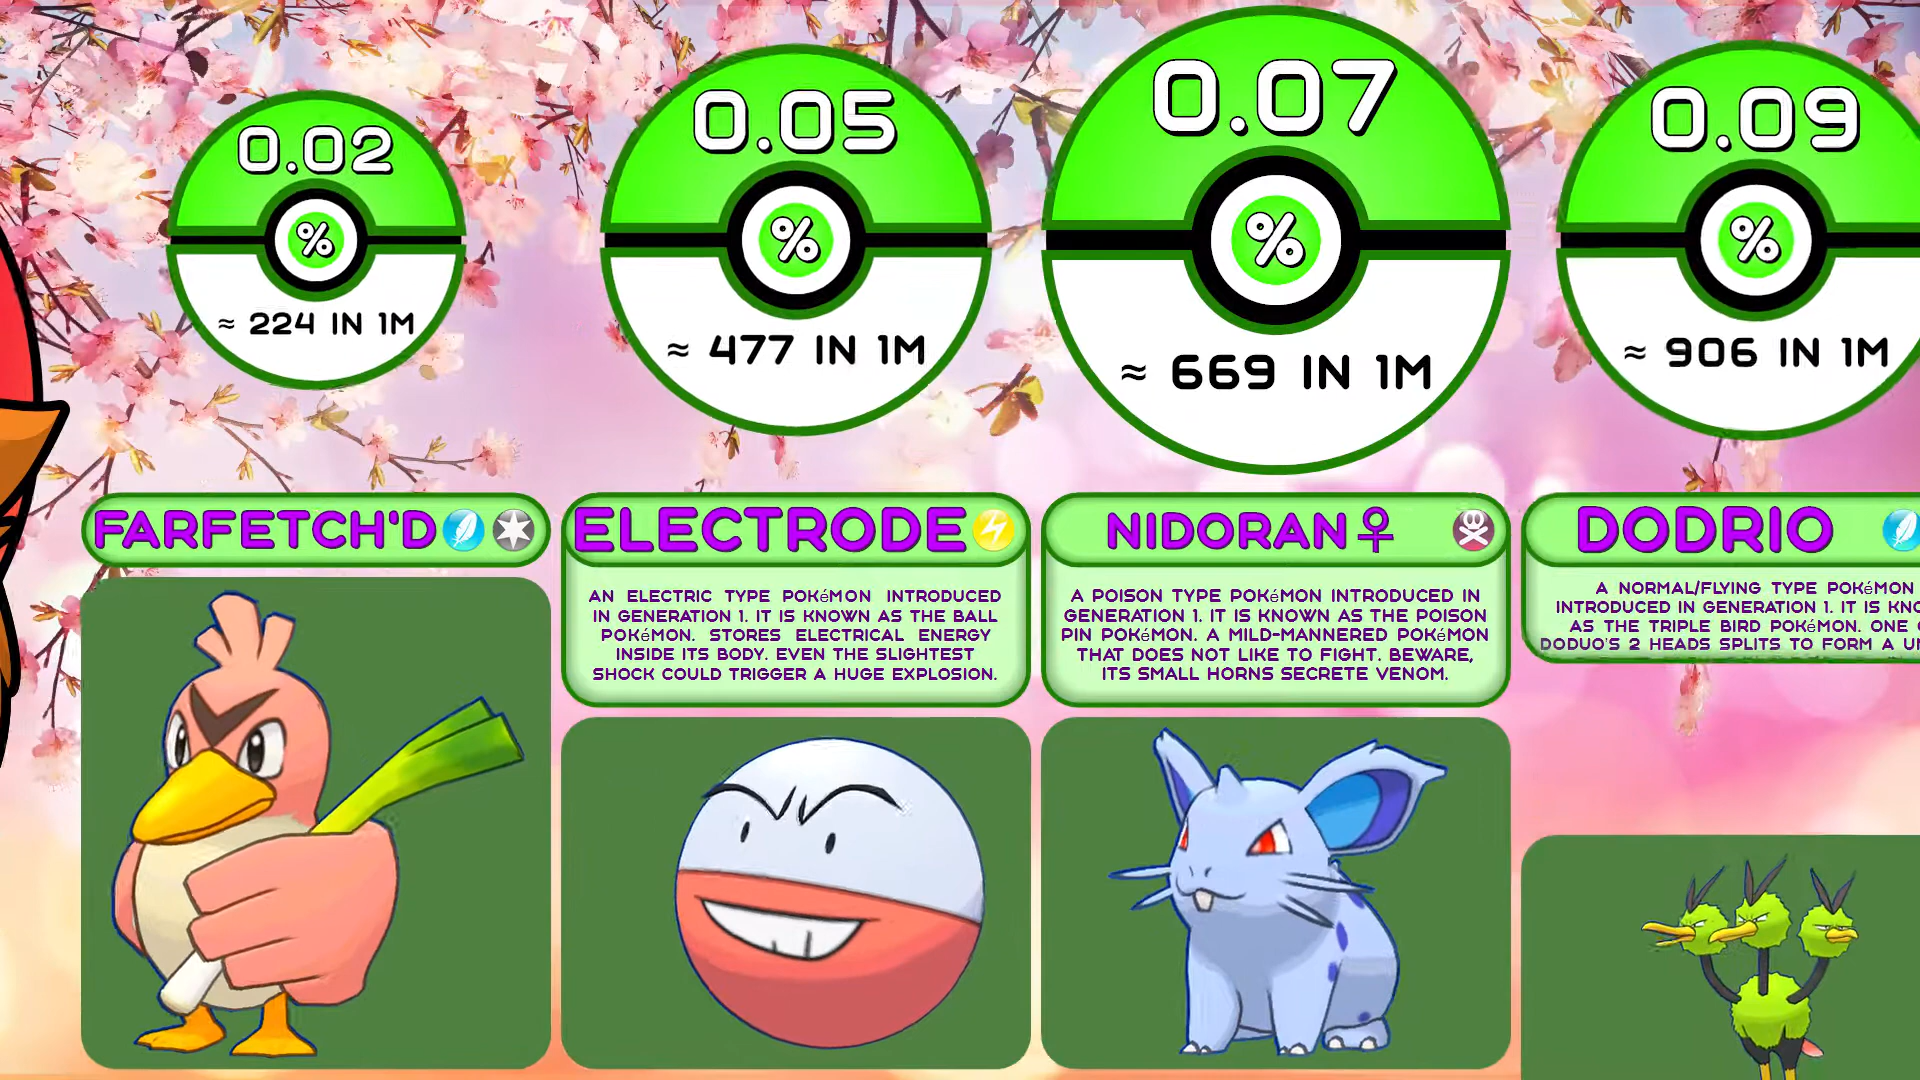 0.02
%
≈ 224 IN 1M
FARFETCH'D
0.05
%
≈ 477 IN 1M
ELECTRODE
AN ELECTRIC TYPE POKéMON INTRODUCED
IN GENERATION 1. IT IS KNOWN AS THE BALL
POKéMON. STORES ELECTRICAL ENERGY
INSIDE ITS BODY. EVEN THE SLIGHTEST
SHOCK COULD TRIGGER A HUGE EXPLOSION.
0.07
%
≈ 669 IN 1M
NIDORAN♀
A POISON TYPE POKéMON INTRODUCED IN
GENERATION 1. IT IS KNOWN AS THE POISON
PIN POKéMON. A MILD-MANNERED POKéMON
THAT DOES NOT LIKE TO FIGHT. BEWARE,
ITS SMALL HORNS SECRETE VENOM.
0.09
%
≈ 906 IN 1M
DODRIO
A NORMAL/FLYING TYPE POKéMON
INTRODUCED IN GENERATION 1. IT IS
AS THE TRIPLE BIRD POKéMON. ONE
DODUO'S 2 HEADS SPLITS TO FORM A